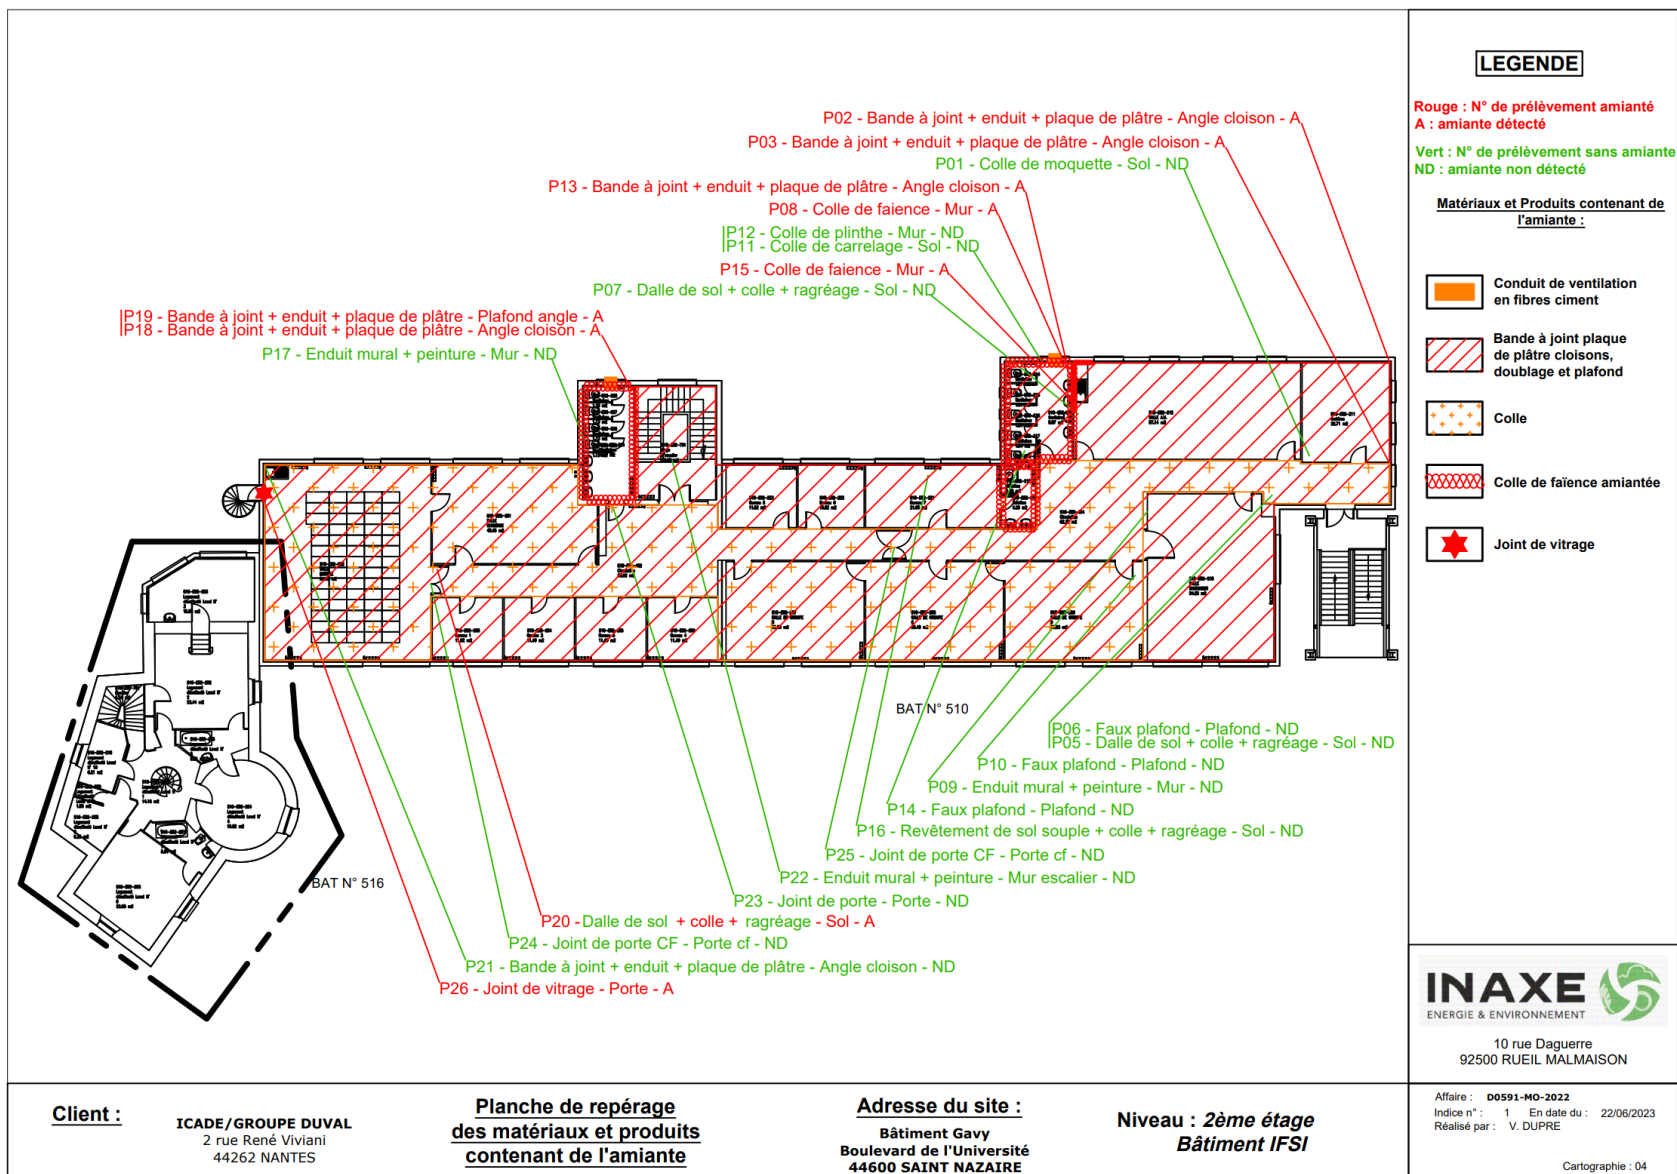 P02 - Bande à joint + enduit + plaque de plâtre - Angle cloison - A
P03 - Bande à joint + enduit + plaque de plâtre - Angle cloison - A
P01 - Colle de moquette - Sol - ND
P13 - Bande à joint + enduit + plaque de plâtre - Angle cloison - A
P08 - Colle de faience - Mur - A
P12 - Colle de plinthe - Mur - ND
P11 - Colle de carrelage - Sol - ND
P15 - Colle de faience - Mur - A
P07 - Dalle de sol + colle + ragréage - Sol - ND
P19 - Bande à joint + enduit + plaque de plâtre - Plafond angle - A
P18 - Bande à joint + enduit + plaque de plâtre - Angle cloison - A
P17 - Enduit mural + peinture - Mur - ND
BAT N° 510
P06 - Faux plafond - Plafond - ND
P05 - Dalle de sol + colle + ragréage - Sol - ND
P10 - Faux plafond - Plafond - ND
P09 - Enduit mural + peinture - Mur - ND
P14 - Faux plafond - Plafond - ND
P16 - Revêtement de sol souple + colle + ragréage - Sol - ND
P25 - Joint de porte CF - Porte cf - ND
P22 - Enduit mural + peinture - Mur escalier - ND
BAT N° 516
P23 - Joint de porte - Porte - ND
P20 - Dalle de sol + colle + ragréage - Sol - A
P24 - Joint de porte CF - Porte cf - ND
P21 - Bande à joint + enduit + plaque de plâtre - Angle cloison - ND
P26 - Joint de vitrage - Porte - A
LEGENDE
Rouge : N° de prélèvement amianté
A : amiante détecté
Vert : N° de prélèvement sans amiante
ND : amiante non détecté
Matériaux et Produits contenant de
l'amiante :
Conduit de ventilation
en fibres ciment
Bande à joint plaque
de plâtre cloisons,
doublage et plafond
Colle
Colle de faïence amiantée
Joint de vitrage
INAXE
ENERGIE & ENVIRONNEMENT
10 rue Daguerre
92500 RUEIL MALMAISON
Client :
ICADE/GROUPE DUVAL
2 rue René Viviani
44262 NANTES
Planche de repérage
des matériaux et produits
contenant de l'amiante
Adresse du site :
Bâtiment Gavy
Boulevard de l'Université
44600 SAINT NAZAIRE
Niveau : 2ème étage
Bâtiment IFSI
Affaire : D0591-MO-2022
Indice n° : 1 En date du : 22/06/2023
Réalisé par : V. DUPRE
Cartographie : 04